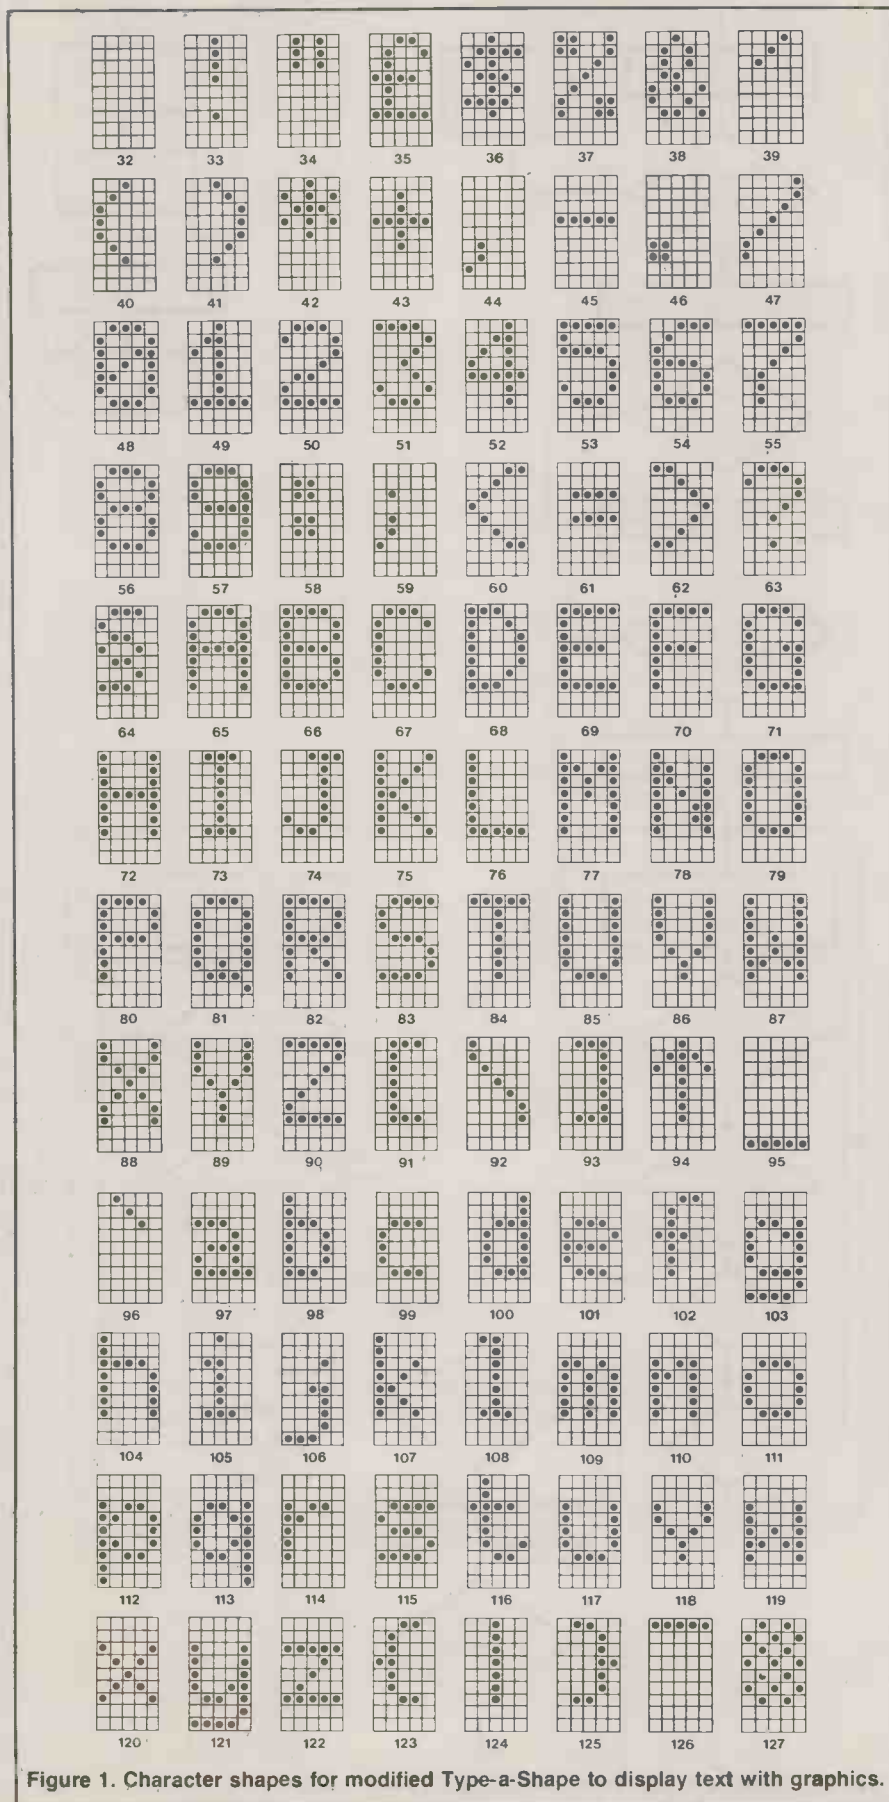 32 33 34 35 36 37 38 39
40 41 42 43 44 45 46 47
48 49 50 51 52 53 54 55
56 57 58 59 60 61 62 63
64 65 66 67 68 69 70 71
72 73 74 75 76 77 78 79
80 81 82 83 84 85 86 87
88 89 90 91 92 93 94 95
96 97 98 99 100 101 102 103
104 105 106 107 108 109 110 111
112 113 114 115 116 117 118 119
120 121 122 123 124 125 126 127
Figure 1. Character shapes for modified Type-a-Shape to display text with graphics.